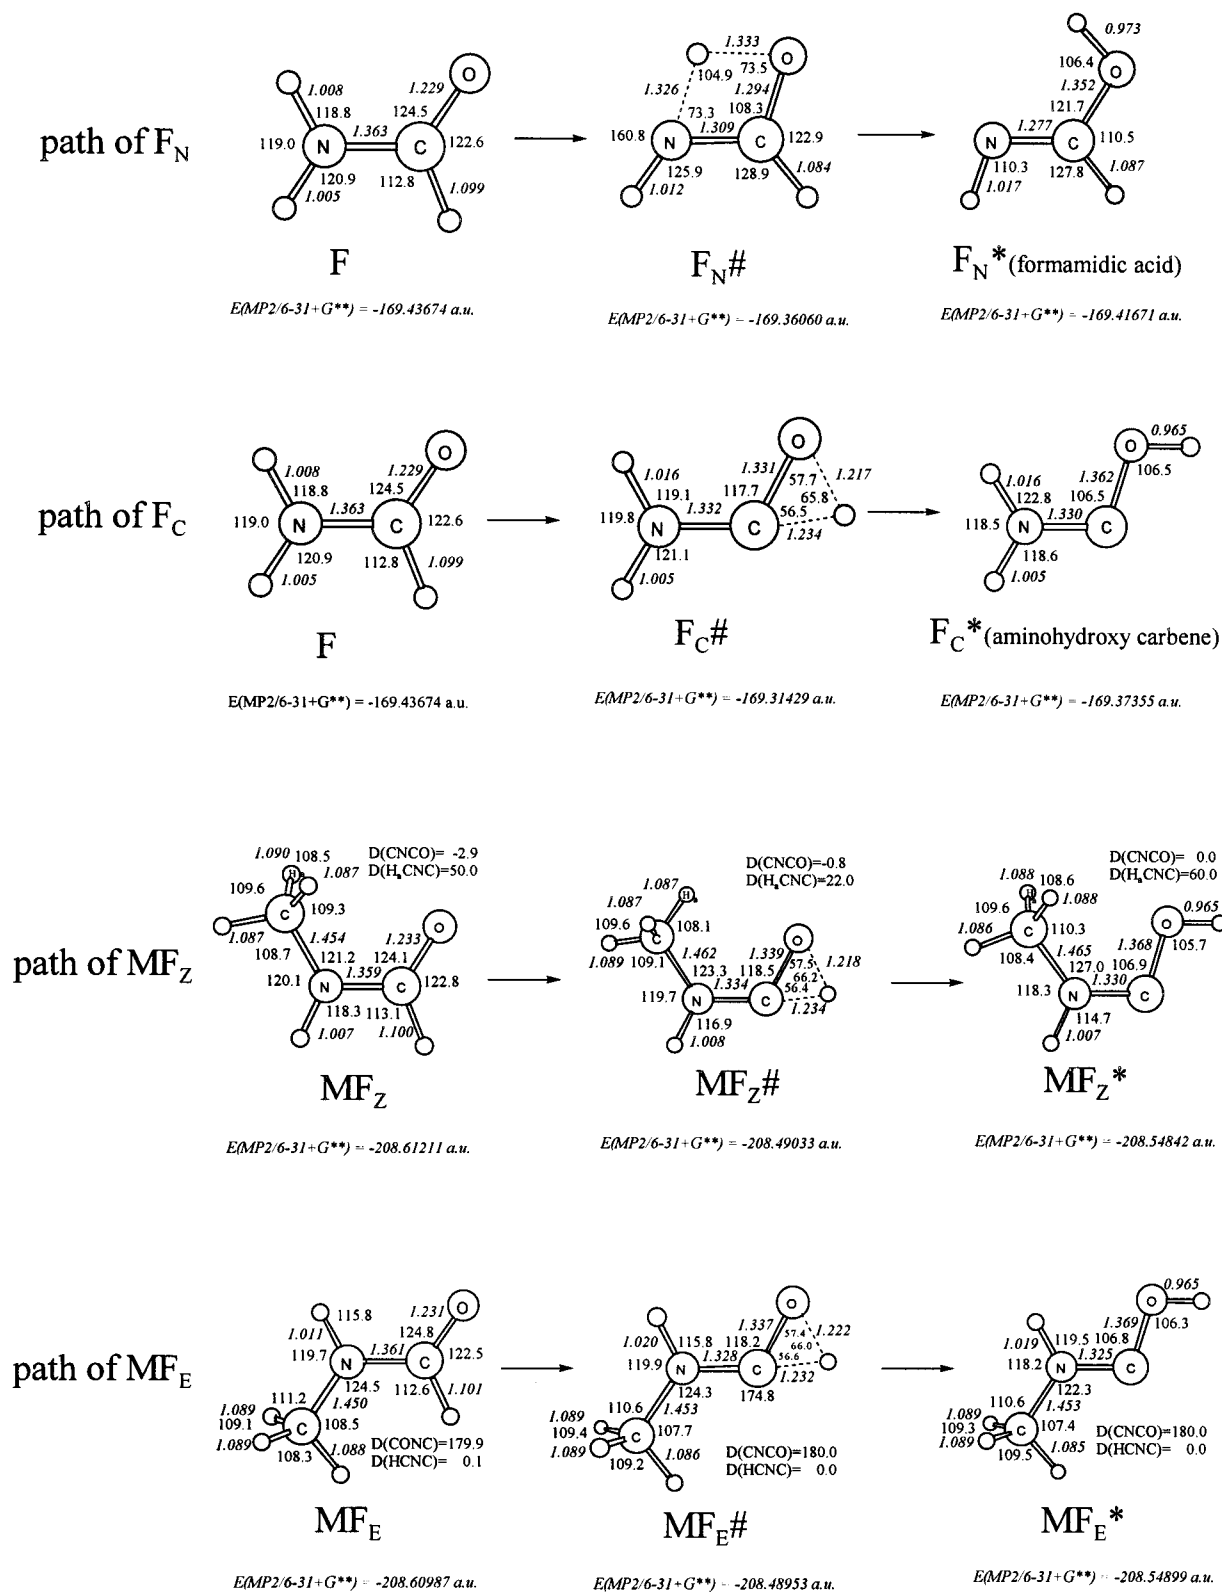 path of F_N
1.008
118.8
119.0
N
120.9
1.005
1.363
1.229
O
124.5
C
122.6
112.8
1.099
F
E(MP2/6-31+G**) = -169.43674 a.u.
1.333
104.9
73.5
O
1.326
1.294
73.3
108.3
160.8
N
1.309
C
122.9
125.9
128.9
1.084
1.012
F_N#
E(MP2/6-31+G**) = -169.36060 a.u.
0.973
106.4
O
1.352
121.7
N
1.277
C
110.5
110.3
127.8
1.087
1.017
F_N*(formamidic acid)
E(MP2/6-31+G**) = -169.41671 a.u.
path of F_C
1.008
118.8
119.0
N
120.9
1.005
1.363
1.229
O
124.5
C
122.6
112.8
1.099
F
E(MP2/6-31+G**) = -169.43674 a.u.
1.016
119.1
119.8
N
121.1
1.005
1.332
1.331
O
57.7
1.217
65.8
117.7
C
56.5
1.234
F_C#
E(MP2/6-31+G**) = -169.31429 a.u.
0.965
O
106.5
1.016
122.8
118.5
N
118.6
1.005
1.330
1.362
106.5
C
F_C*(aminohydroxy carbene)
E(MP2/6-31+G**) = -169.37355 a.u.
path of MF_Z
1.090
108.5
D(CNCO)= -2.9
D(H_aCNC)=50.0
H
1.087
109.6
C
109.3
1.087
108.7
1.454
121.2
1.233
O
124.1
120.1
N
1.359
C
122.8
118.3
113.1
1.007
1.100
MF_Z
E(MP2/6-31+G**) = -208.61211 a.u.
D(CNCO)=-0.8
D(H_aCNC)=22.0
1.087
H_a
1.087
109.6
C
108.1
1.089
109.1
1.462
123.3
1.339
O
57.5
1.218
66.2
118.5
119.7
N
1.334
C
56.4
1.234
116.9
1.008
MF_Z#
E(MP2/6-31+G**) = -208.49033 a.u.
D(CNCO)= 0.0
D(H_aCNC)=60.0
1.088
108.6
H
1.088
109.6
1.086
C
110.3
108.4
1.465
127.0
0.965
O
105.7
1.368
106.9
118.3
N
1.330
C
114.7
1.007
MF_Z*
E(MP2/6-31+G**) = -208.54842 a.u.
path of MF_E
115.8
1.011
119.7
N
1.361
1.231
O
124.8
C
122.5
124.5
112.6
1.101
1.450
111.2
1.089
109.1
C
108.5
1.089
108.3
1.088
D(CONC)=179.9
D(HCNC)= 0.1
MF_E
E(MP2/6-31+G**) = -208.60987 a.u.
1.020
115.8
119.9
N
1.328
1.337
O
57.4
1.222
66.0
118.2
C
56.6
1.232
124.3
174.8
1.453
110.6
1.089
109.4
C
107.7
1.089
109.2
1.086
D(CNCO)=180.0
D(HCNC)= 0.0
MF_E#
E(MP2/6-31+G**) = -208.48953 a.u.
0.965
O
106.3
1.019
119.5
118.2
N
1.325
1.369
106.8
C
122.3
1.453
110.6
1.089
109.3
C
107.4
1.089
109.5
1.085
D(CNCO)=180.0
D(HCNC)= 0.0
MF_E*
E(MP2/6-31+G**) = -208.54899 a.u.